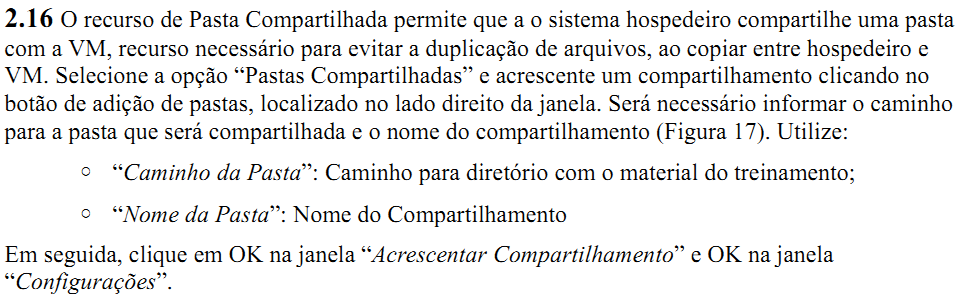 2.16 O recurso de Pasta Compartilhada permite que a o sistema hospedeiro compartilhe uma pasta
com a VM, recurso necessário para evitar a duplicação de arquivos, ao copiar entre hospedeiro e
VM. Selecione a opção “Pastas Compartilhadas” e acrescente um compartilhamento clicando no
botão de adição de pastas, localizado no lado direito da janela. Será necessário informar o caminho
para a pasta que será compartilhada e o nome do compartilhamento (Figura 17). Utilize:
○ “Caminho da Pasta”: Caminho para diretório com o material do treinamento;
○ “Nome da Pasta”: Nome do Compartilhamento
Em seguida, clique em OK na janela “Acrescentar Compartilhamento” e OK na janela
“Configurações”.